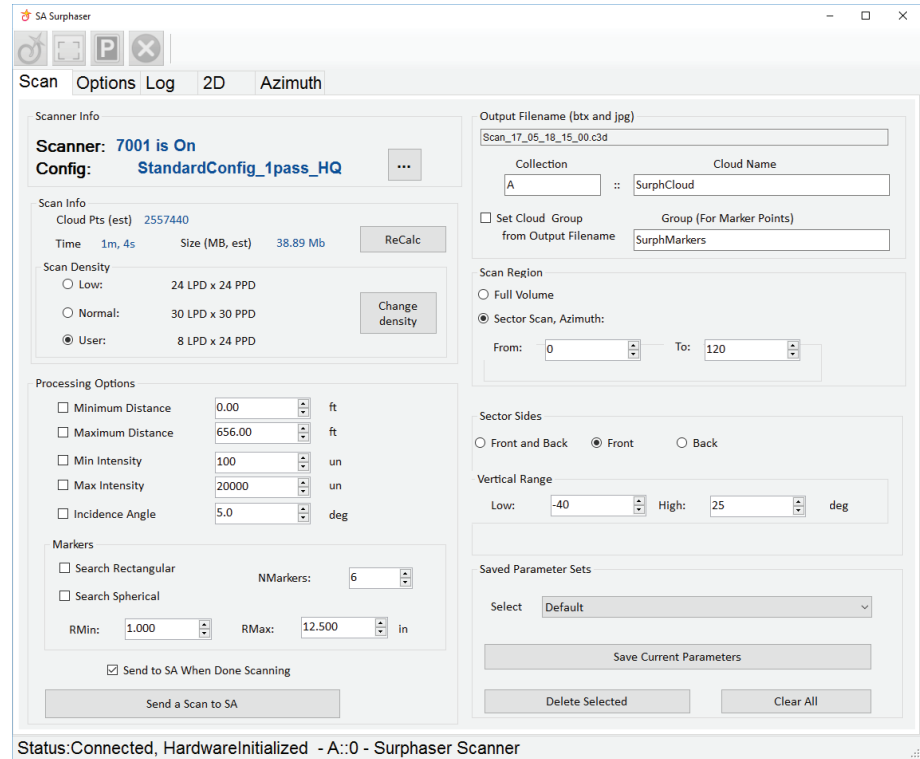 SA Surphaser
P
Scan Options Log 2D Azimuth
Scanner Info
Scanner: 7001 is On
Config: StandardConfig_1pass_HQ
...
Scan Info
Cloud Pts (est) 2557440
Time 1m, 4s Size (MB, est) 38.89 Mb
ReCalc
Scan Density
Low: 24 LPD x 24 PPD
Normal: 30 LPD x 30 PPD
User: 8 LPD x 24 PPD
Change
density
Processing Options
Minimum Distance 0.00 ft
Maximum Distance 656.00 ft
Min Intensity 100 un
Max Intensity 20000 un
Incidence Angle 5.0 deg
Markers
Search Rectangular
Search Spherical
NMarkers: 6
RMin: 1.000 RMax: 12.500 in
Send to SA When Done Scanning
Send a Scan to SA
Output Filename (btx and jpg)
Scan_17_05_18_15_00.c3d
Collection Cloud Name
A :: SurphCloud
Set Cloud Group
from Output Filename
Group (For Marker Points)
SurphMarkers
Scan Region
Full Volume
Sector Scan, Azimuth:
From: 0 To: 120
Sector Sides
Front and Back Front Back
Vertical Range
Low: -40 High: 25 deg
Saved Parameter Sets
Select Default
Save Current Parameters
Delete Selected Clear All
Status:Connected, HardwareInitialized - A::0 - Surphaser Scanner